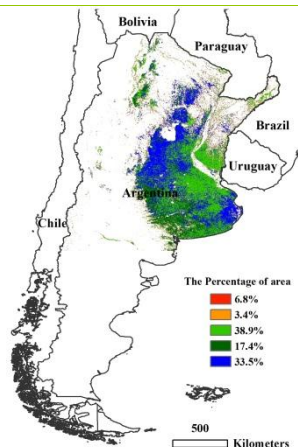 Bolivia
Paraguay
Brazil
Uruguay
Argentina
Chile
The Percentage of area
6.8%
3.4%
38.9%
17.4%
33.5%
500
Kilometers